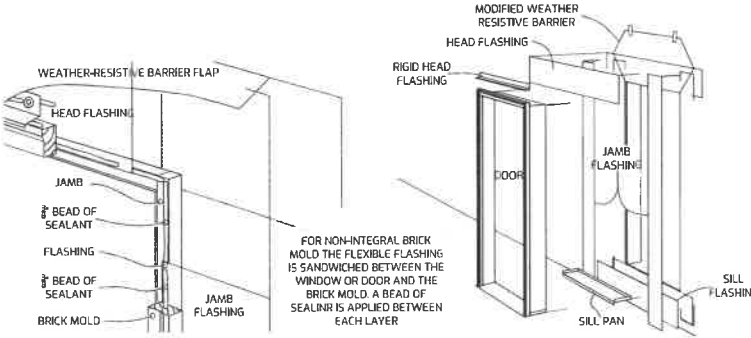 WEATHER-RESISTIVE BARRIER FLAP
HEAD FLASHING
JAMB
BEAD OF
SEALANT
FLASHING
BEAD OF
SEALANT
BRICK MOLD
JAMB
FLASHING
FOR NON-INTEGRAL BRICK
MOLD THE FLEXIBLE FLASHING
IS SANDWICHED BETWEEN THE
WINDOW OR DOOR AND THE
BRICK MOLD. A BEAD OF
SEALNR IS APPLIED BETWEEN
EACH LAYER
MODIFIED WEATHER
RESISTIVE BARRIER
HEAD FLASHING
RIGID HEAD
FLASHING
DOOR
JAMB
FLASHING
SILL PAN
SILL
FLASHIN